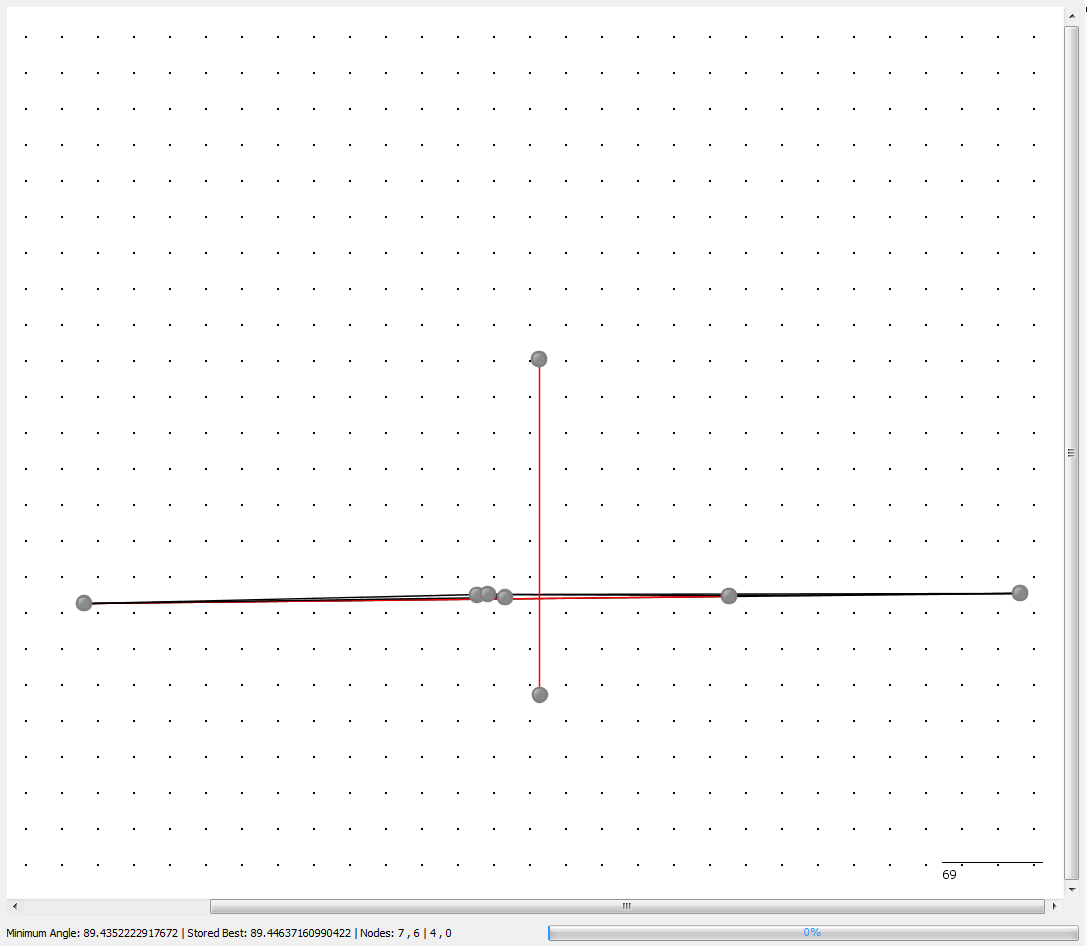 69
Minimum Angle: 89.4352222917672 | Stored Best: 89.44637160990422 | Nodes: 7 , 6 | 4 , 0
0%